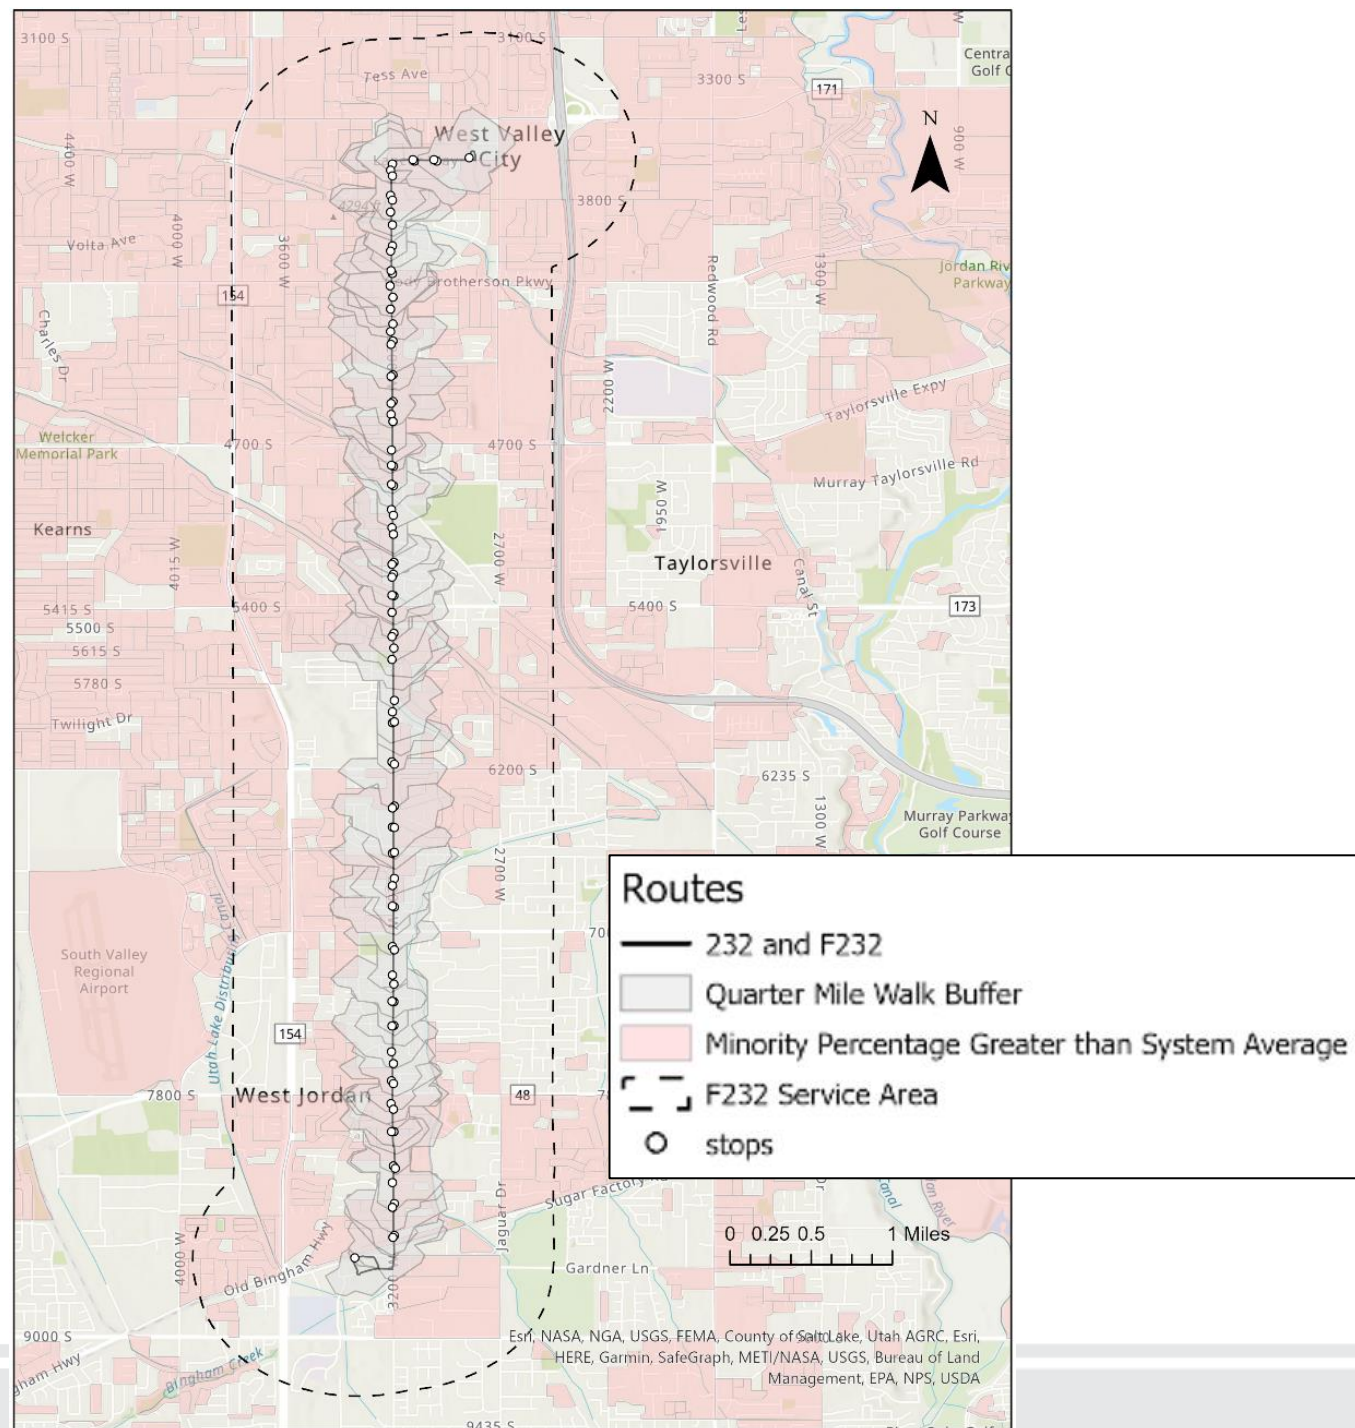 3100 S
3100 S
Tess Ave
3300 S
171
Centra
Golf C
N
4400 W
900 W
West Valley
City
3800 S
4294 ft
Volta Ave
4000 W
3600 W
154
Brotherson Pkwy
Redwood Rd
1300 W
Jordan Riv
Parkway
Charles Dr
2200 W
Taylorsville Expy
Welcker
Memorial Park
4700 S
4700 S
Murray Taylorsville Rd
1950 W
Kearns
4015 W
2700 W
Taylorsville
Canal St
5415 S
5400 S
5400 S
173
5500 S
5615 S
5780 S
Twilight Dr
6200 S
6235 S
1300 W
Murray Parkway
Golf Course
2700 W
Routes
232 and F232
Quarter Mile Walk Buffer
Minority Percentage Greater than System Average
F232 Service Area
stops
South Valley
Regional
Airport
Utah Lake Distributing Canal
154
7800 S
West Jordan
48
Sugar Factory
Jaguar Dr
Canal
4000 W
Old Bingham Hwy
3200
Gardner Ln
0 0.25 0.5 1 Miles
9000 S
gham Hwy
Bingham Creek
Esri, NASA, NGA, USGS, FEMA, County of Salt Lake, Utah AGRC, Esri,
HERE, Garmin, SafeGraph, METI/NASA, USGS, Bureau of Land
Management, EPA, NPS, USDA
9435 S